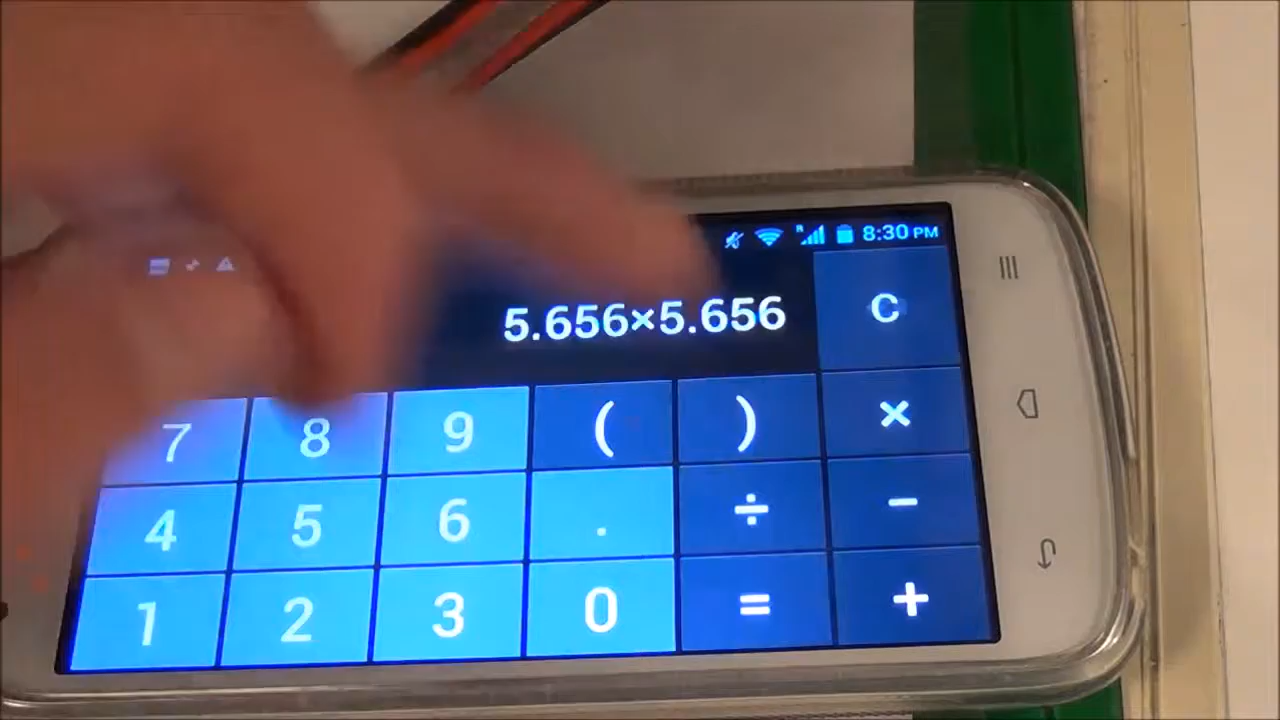 8:30 PM
5.656×5.656
C
7 8 9 ( ) ×
4 5 6 . ÷ -
1 2 3 0 = +